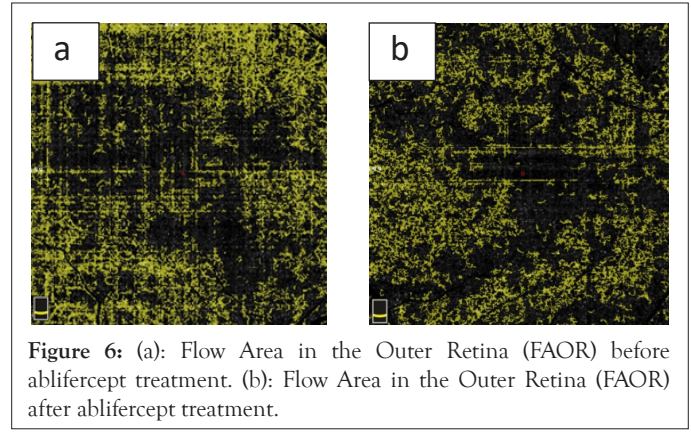 a
b
Figure 6: (a): Flow Area in the Outer Retina (FAOR) before
ablifercept treatment. (b): Flow Area in the Outer Retina (FAOR)
after ablifercept treatment.